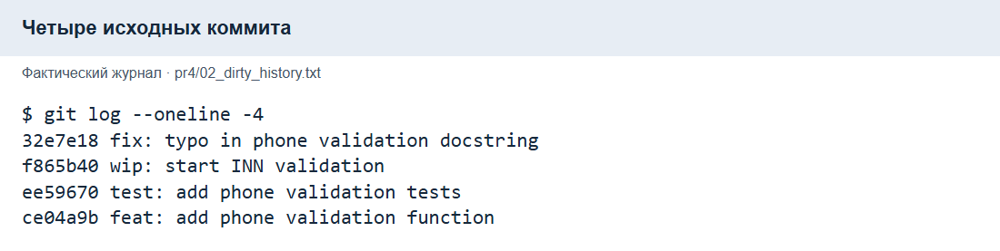 Четыре исходных коммита
Фактический журнал · pr4/02_dirty_history.txt
$ git log --oneline -4
32e7e18 fix: typo in phone validation docstring
f865b40 wip: start INN validation
ee59670 test: add phone validation tests
ce04a9b feat: add phone validation function